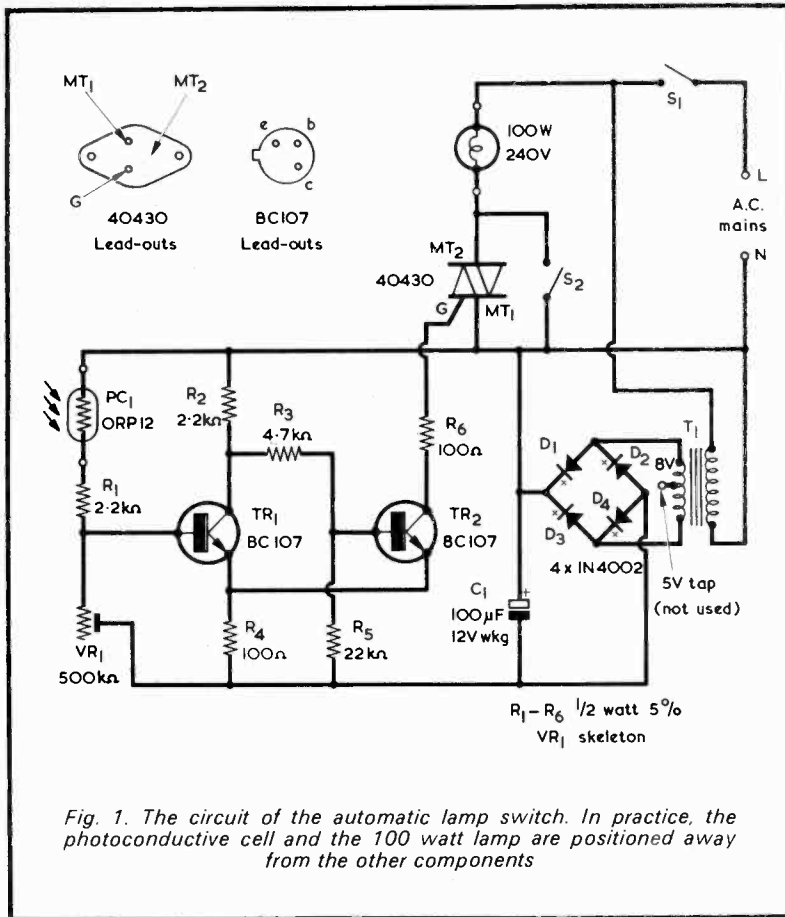 MT1
MT2
G
40430
Lead-outs
e
b
c
BC107
Lead-outs
100W
240V
S1
L
A.C.
mains
N
MT2
40430
G
MT1
S2
PC1
ORP12
R2
2·2kΩ
R3
4·7kΩ
R6
100Ω
R1
2·2kΩ
TR1
BC107
TR2
BC107
D1
D2
D3
D4
8V
T1
4 x IN4002
5V tap
(not used)
C1
+
100µF
12V wkg
VR1
500kΩ
R4
100Ω
R5
22kΩ
R1–R6 1/2 watt 5%
VR1 skeleton
Fig. 1. The circuit of the automatic lamp switch. In practice, the
photoconductive cell and the 100 watt lamp are positioned away
from the other components